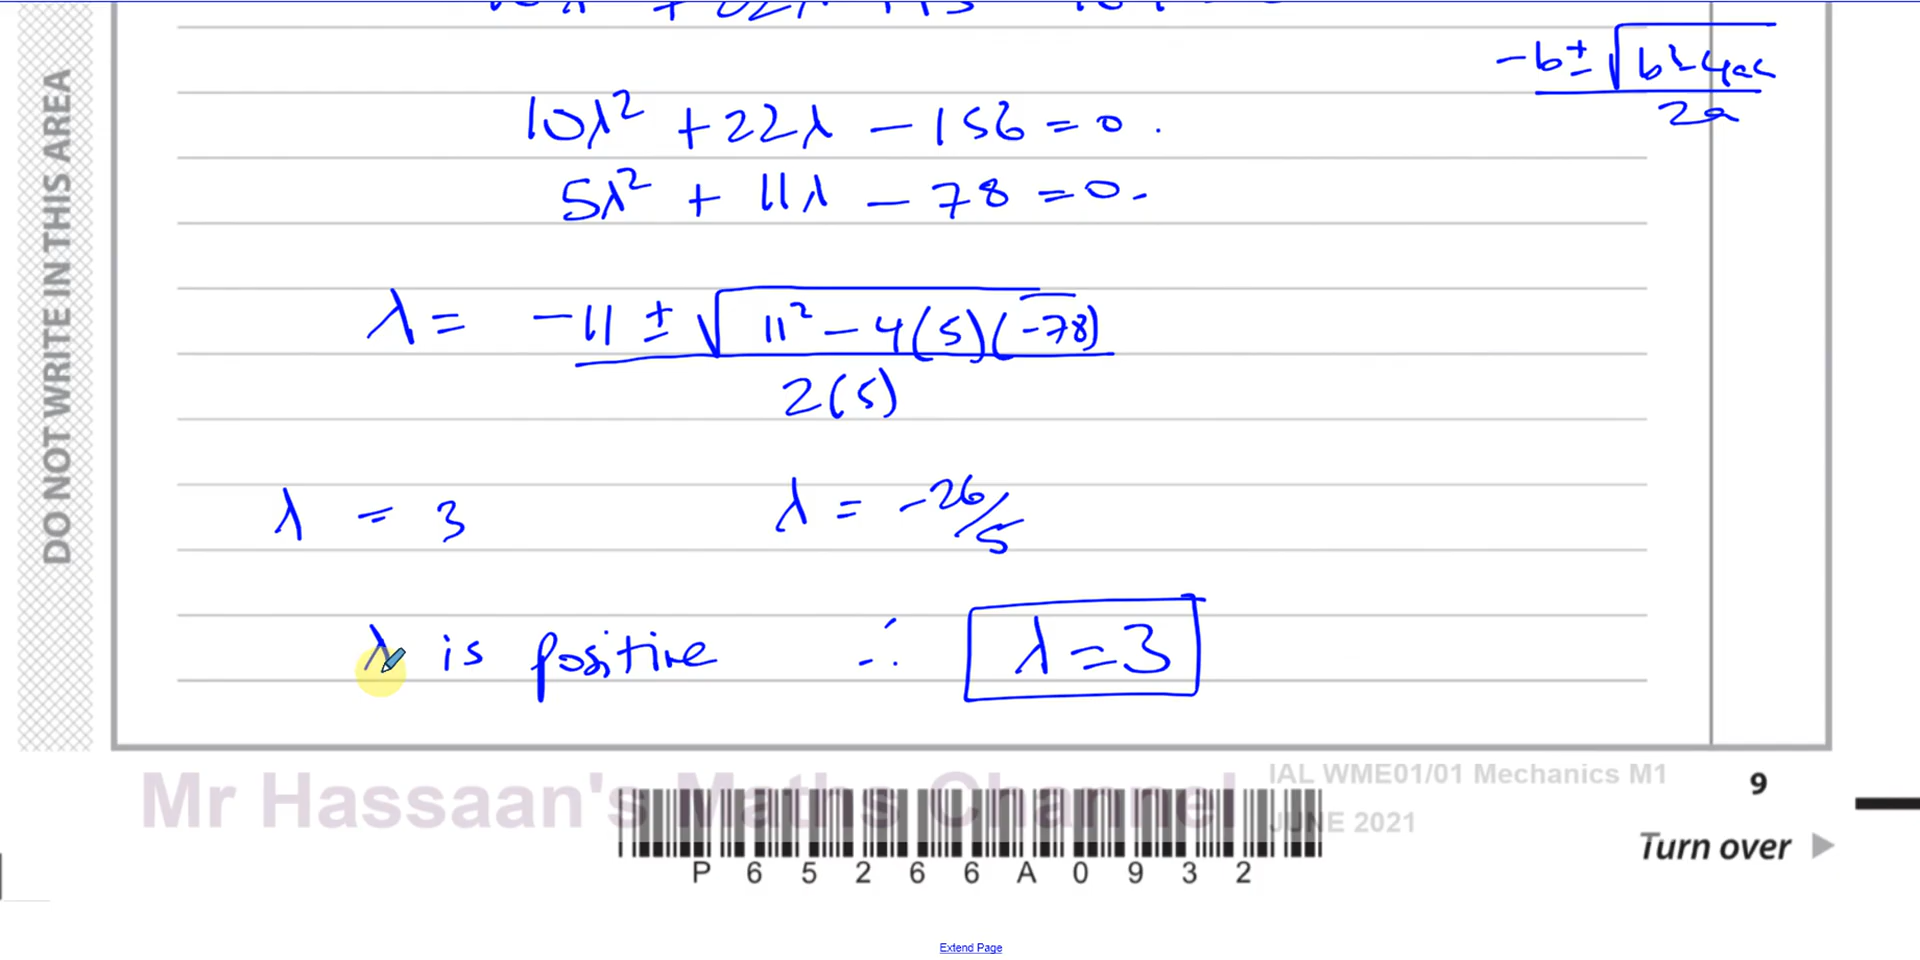 -b ± √(b² - 4ac)
2a
10λ² + 22λ - 156 = 0.
5λ² + 11λ - 78 = 0.
λ = -11 ± √(11² - 4(5)(-78))
2(5)
λ = 3 λ = -26/5
λ is positive ∴ λ = 3
DO NOT WRITE IN THIS AREA
Mr Hassaan's Maths Channel
IAL WME01/01 Mechanics M1
JUNE 2021
9
P 6 5 2 6 6 A 0 9 3 2
Turn over
Extend Page